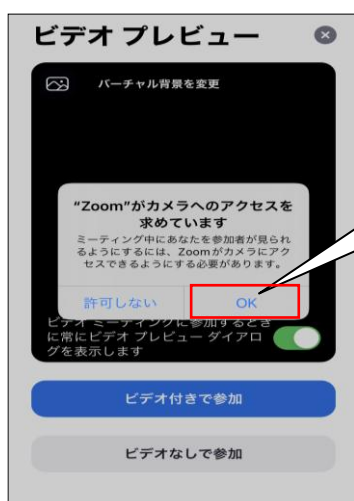 ビデオ プレビュー
バーチャル背景を変更
“Zoom”がカメラへのアクセスを
求めています
ミーティング中にあなたを参加者が見られ
るようにするには、Zoomがカメラにアク
セスできるようにする必要があります。
許可しない OK
ビデオ ミーティングに参加するとき
に常にビデオ プレビュー ダイアロ
グを表示します
ビデオ付きで参加
ビデオなしで参加